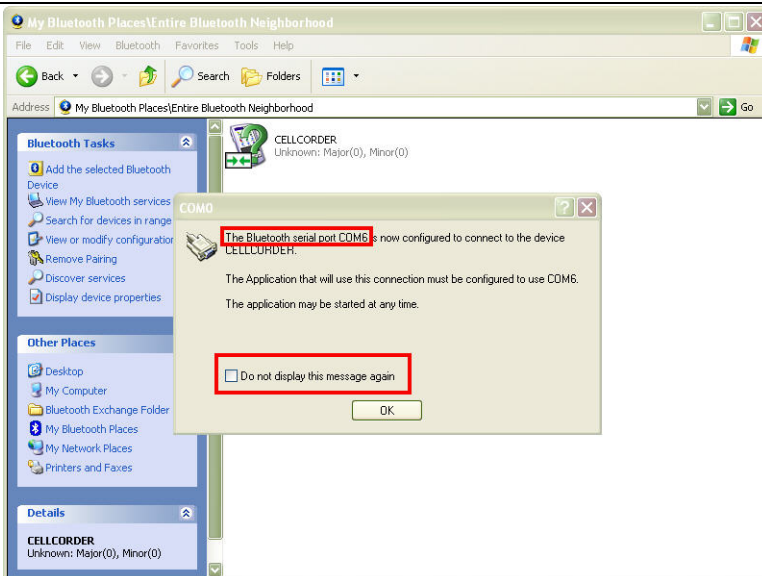 My Bluetooth Places\Entire Bluetooth Neighborhood
File Edit View Bluetooth Favorites Tools Help
Back Search Folders
Address My Bluetooth Places\Entire Bluetooth Neighborhood Go
Bluetooth Tasks
Add the selected Bluetooth
Device
View My Bluetooth services
Search for devices in range
View or modify configuration
Remove Pairing
Discover services
Display device properties
Other Places
Desktop
My Computer
Bluetooth Exchange Folder
My Bluetooth Places
My Network Places
Printers and Faxes
Details
CELLCORDER
Unknown: Major(0), Minor(0)
CELLCORDER
Unknown: Major(0), Minor(0)
COM0
The Bluetooth serial port COM6 is now configured to connect to the device
CELLCORDER.
The Application that will use this connection must be configured to use COM6.
The application may be started at any time.
Do not display this message again
OK